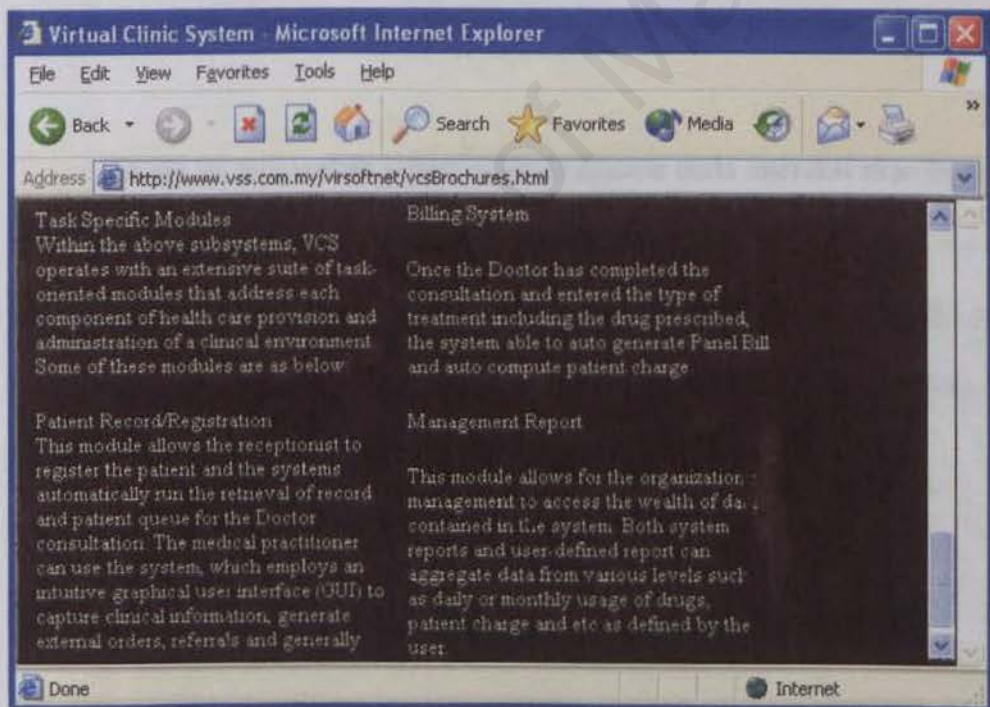 Virtual Clinic System - Microsoft Internet Explorer
File Edit View Favorites Tools Help
Back Search Favorites Media
Address http://www.vss.com.my/virsoftnet/vcsBrochures.html
Task Specific Modules
Within the above subsystems, VCS
operates with an extensive suite of task-
oriented modules that address each
component of health care provision and
administration of a clinical environment
Some of these modules are as below
Patient Record/Registration
This module allows the receptionist to
register the patient and the systems
automatically run the retrieval of record
and patient queue for the Doctor
consultation. The medical practitioner
can use the system, which employs an
intuitive graphical user interface (GUI) to
capture clinical information, generate
external orders, referrals and generally
Billing System
Once the Doctor has completed the
consultation and entered the type of
treatment including the drug prescribed,
the system able to auto generate Panel Bill
and auto compute patient charge
Management Report
This module allows for the organization
management to access the wealth of
contained in the system. Both system
reports and user-defined report can
aggregate data from various levels such
as daily or monthly usage of drugs,
patient charge and etc as defined by the
user.
Done Internet
of Ma